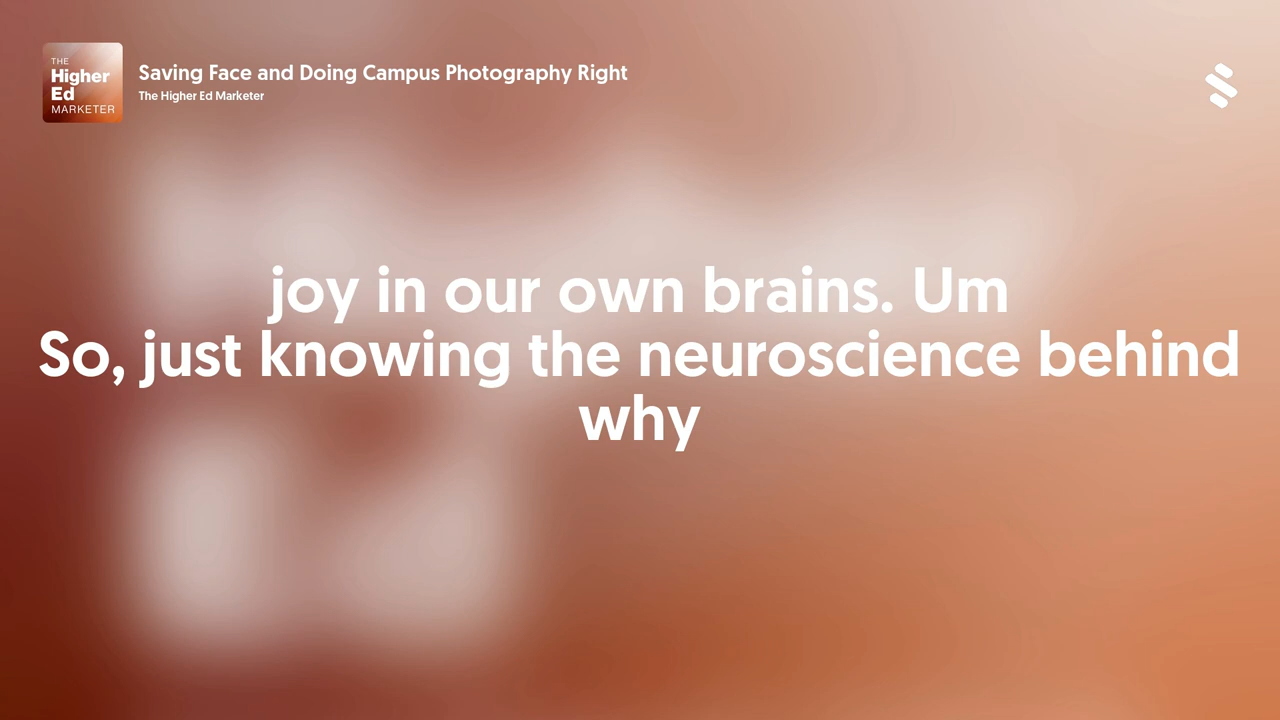 THE
Higher
Ed
MARKETER
Saving Face and Doing Campus Photography Right
The Higher Ed Marketer
joy in our own brains. Um
So, just knowing the neuroscience behind
why